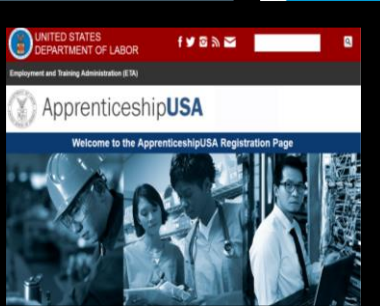 UNITED STATES
DEPARTMENT OF LABOR
Employment and Training Administration (ETA)
ApprenticeshipUSA
Welcome to the ApprenticeshipUSA Registration Page